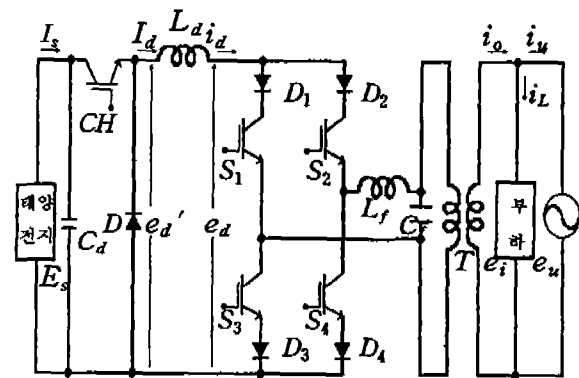 I_s
I_d
L_d
i_d
i_o
i_u
i_L
CH
D_1
D_2
S_1
S_2
태양
전지
E_s
C_d
D
e_d'
e_d
L_f
C_f
T
부
하
e_i
e_u
S_3
S_4
D_3
D_4